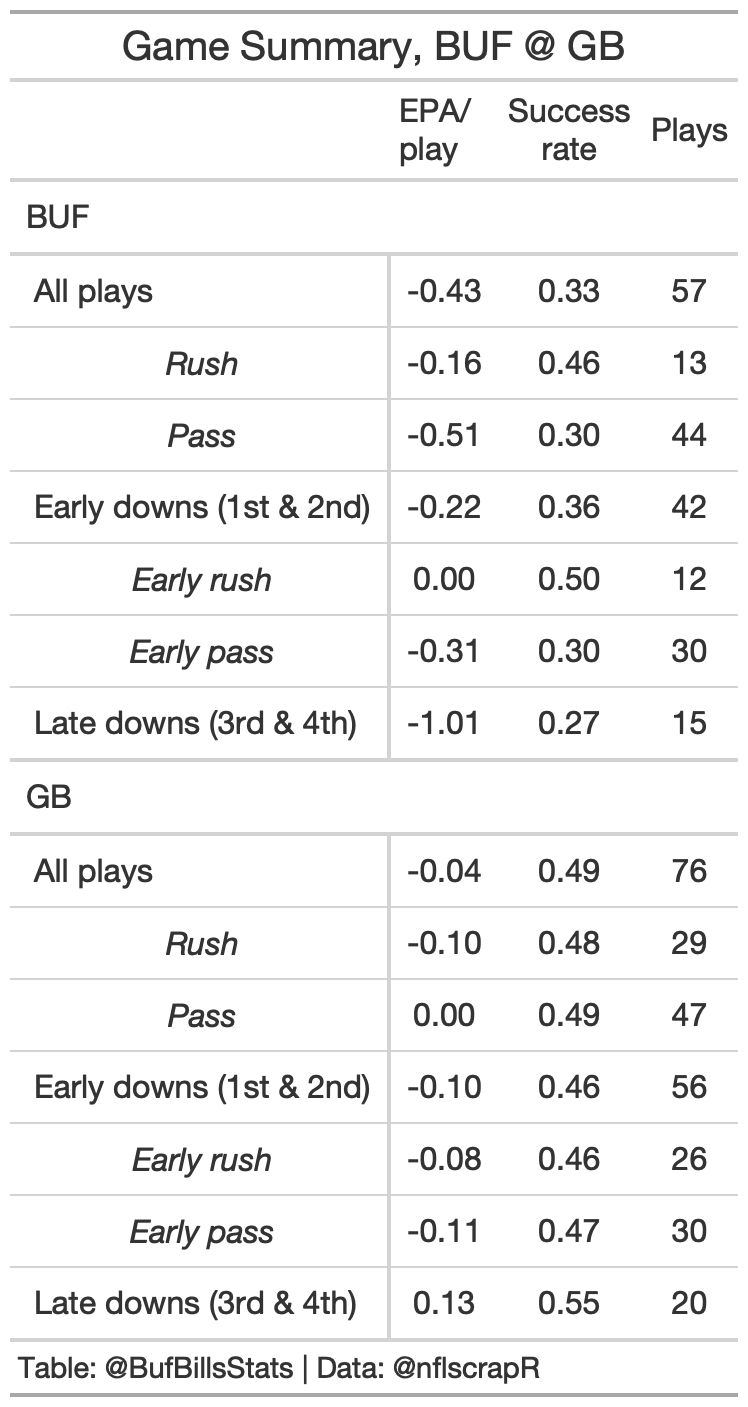 Game Summary, BUF @ GB
EPA/ play Success rate Plays
BUF
All plays -0.43 0.33 57
Rush -0.16 0.46 13
Pass -0.51 0.30 44
Early downs (1st & 2nd) -0.22 0.36 42
Early rush 0.00 0.50 12
Early pass -0.31 0.30 30
Late downs (3rd & 4th) -1.01 0.27 15
GB
All plays -0.04 0.49 76
Rush -0.10 0.48 29
Pass 0.00 0.49 47
Early downs (1st & 2nd) -0.10 0.46 56
Early rush -0.08 0.46 26
Early pass -0.11 0.47 30
Late downs (3rd & 4th) 0.13 0.55 20
Table: @BufBillsStats | Data: @nflscrapR